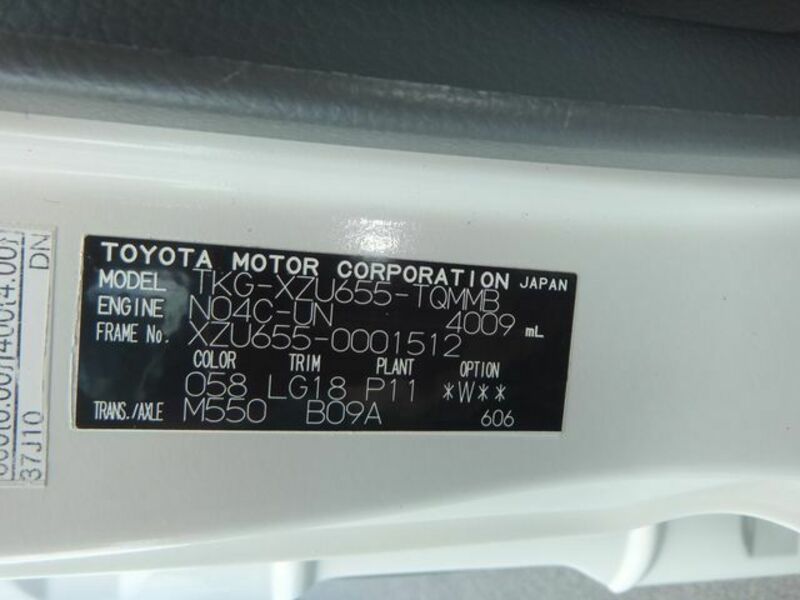 TOYOTA MOTOR CORPORATION JAPAN
MODEL TKG-XZU655-TQMMB
ENGINE N04C-UN 4009 mL
FRAME No. XZU655-0001512
COLOR TRIM PLANT OPTION
058 LG18 P11 *W**
TRANS./AXLE M550 B09A 606
37J10
DN